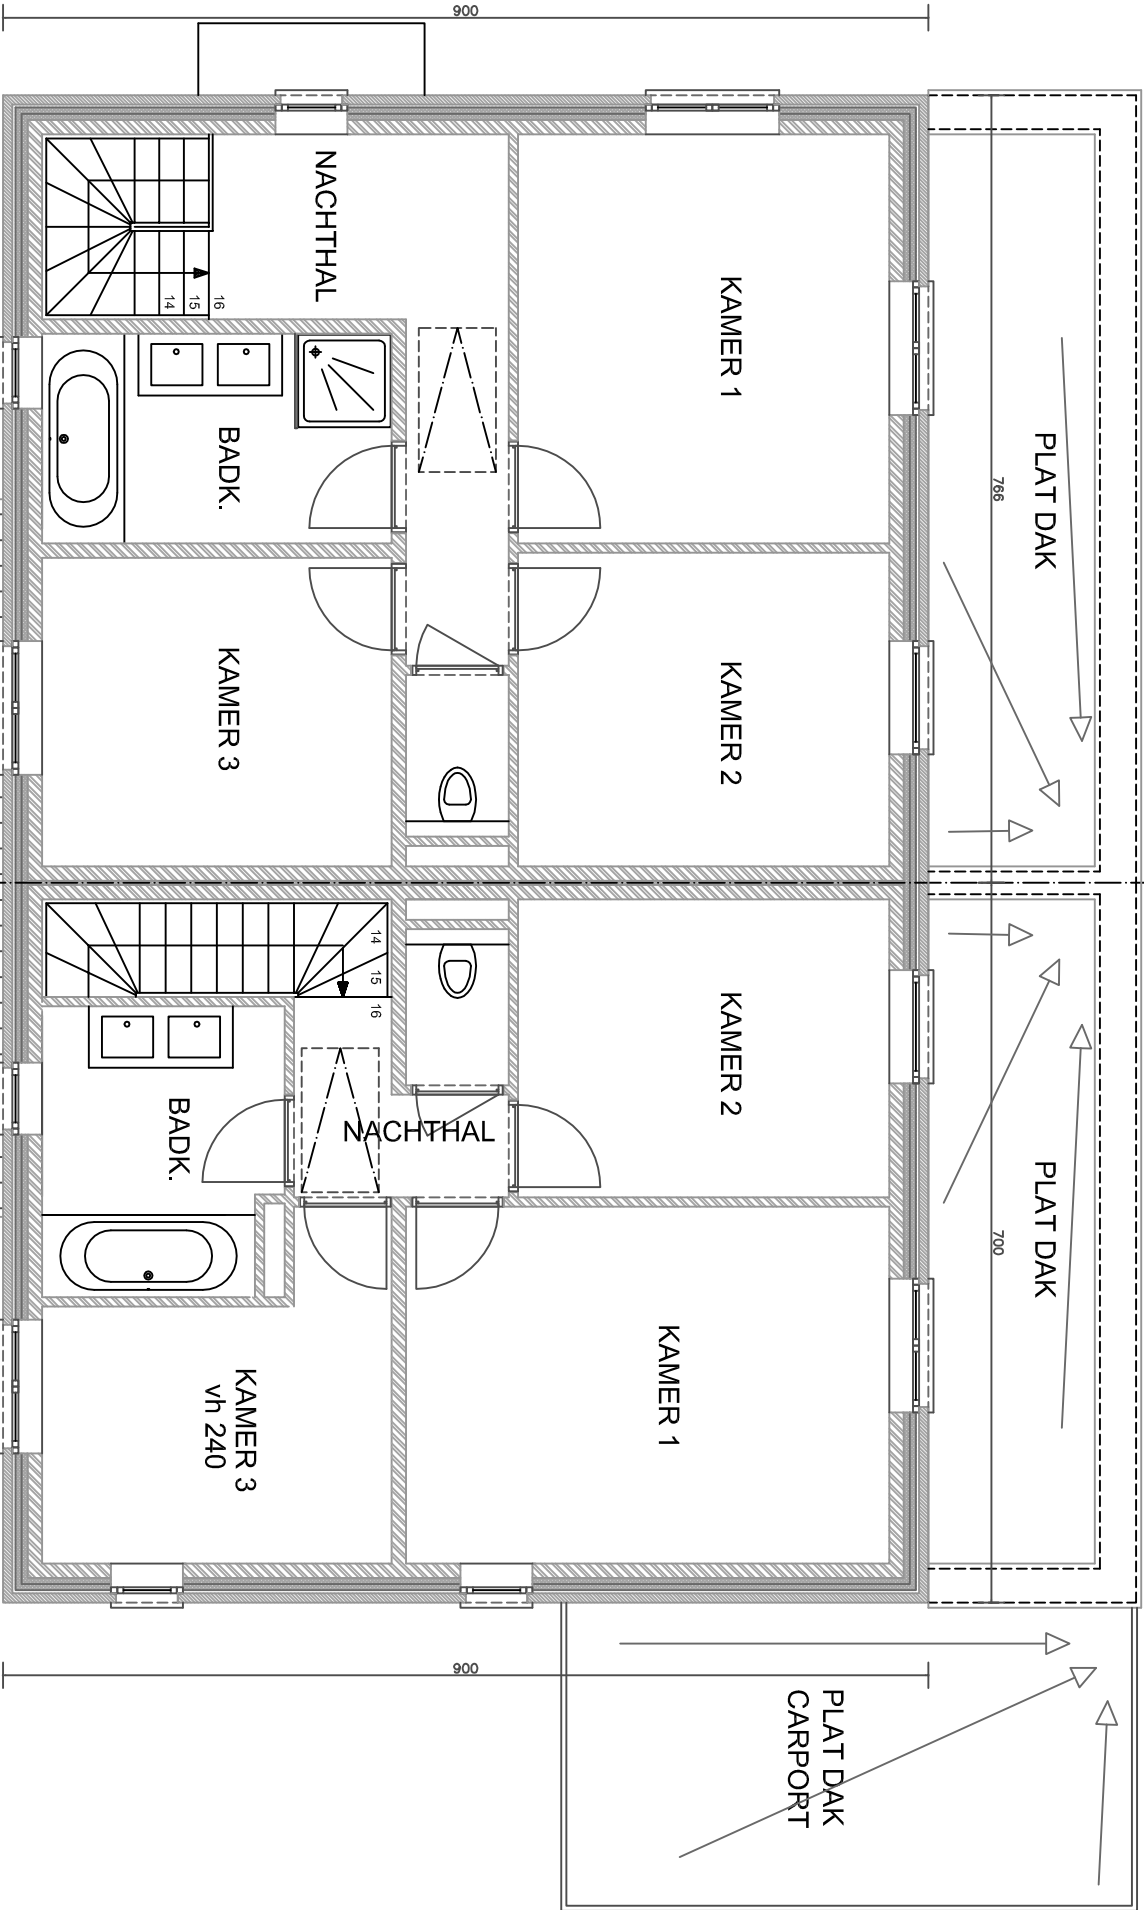 900
NACHTHAL
KAMER 1
14
15
16
PLAT DAK
766
BADK.
KAMER 3
KAMER 2
14
15
16
KAMER 2
BADK.
NACHTHAL
PLAT DAK
700
KAMER 1
KAMER 3
vh 240
900
PLAT DAK
CARPORT